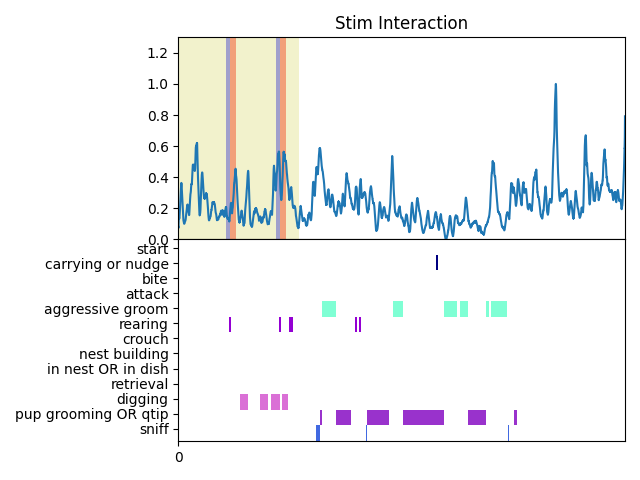 Stim Interaction
1.2
1.0
0.8
0.6
0.4
0.2
0.0
start
carrying or nudge
bite
attack
aggressive groom
rearing
crouch
nest building
in nest OR in dish
retrieval
digging
pup grooming OR qtip
sniff
0